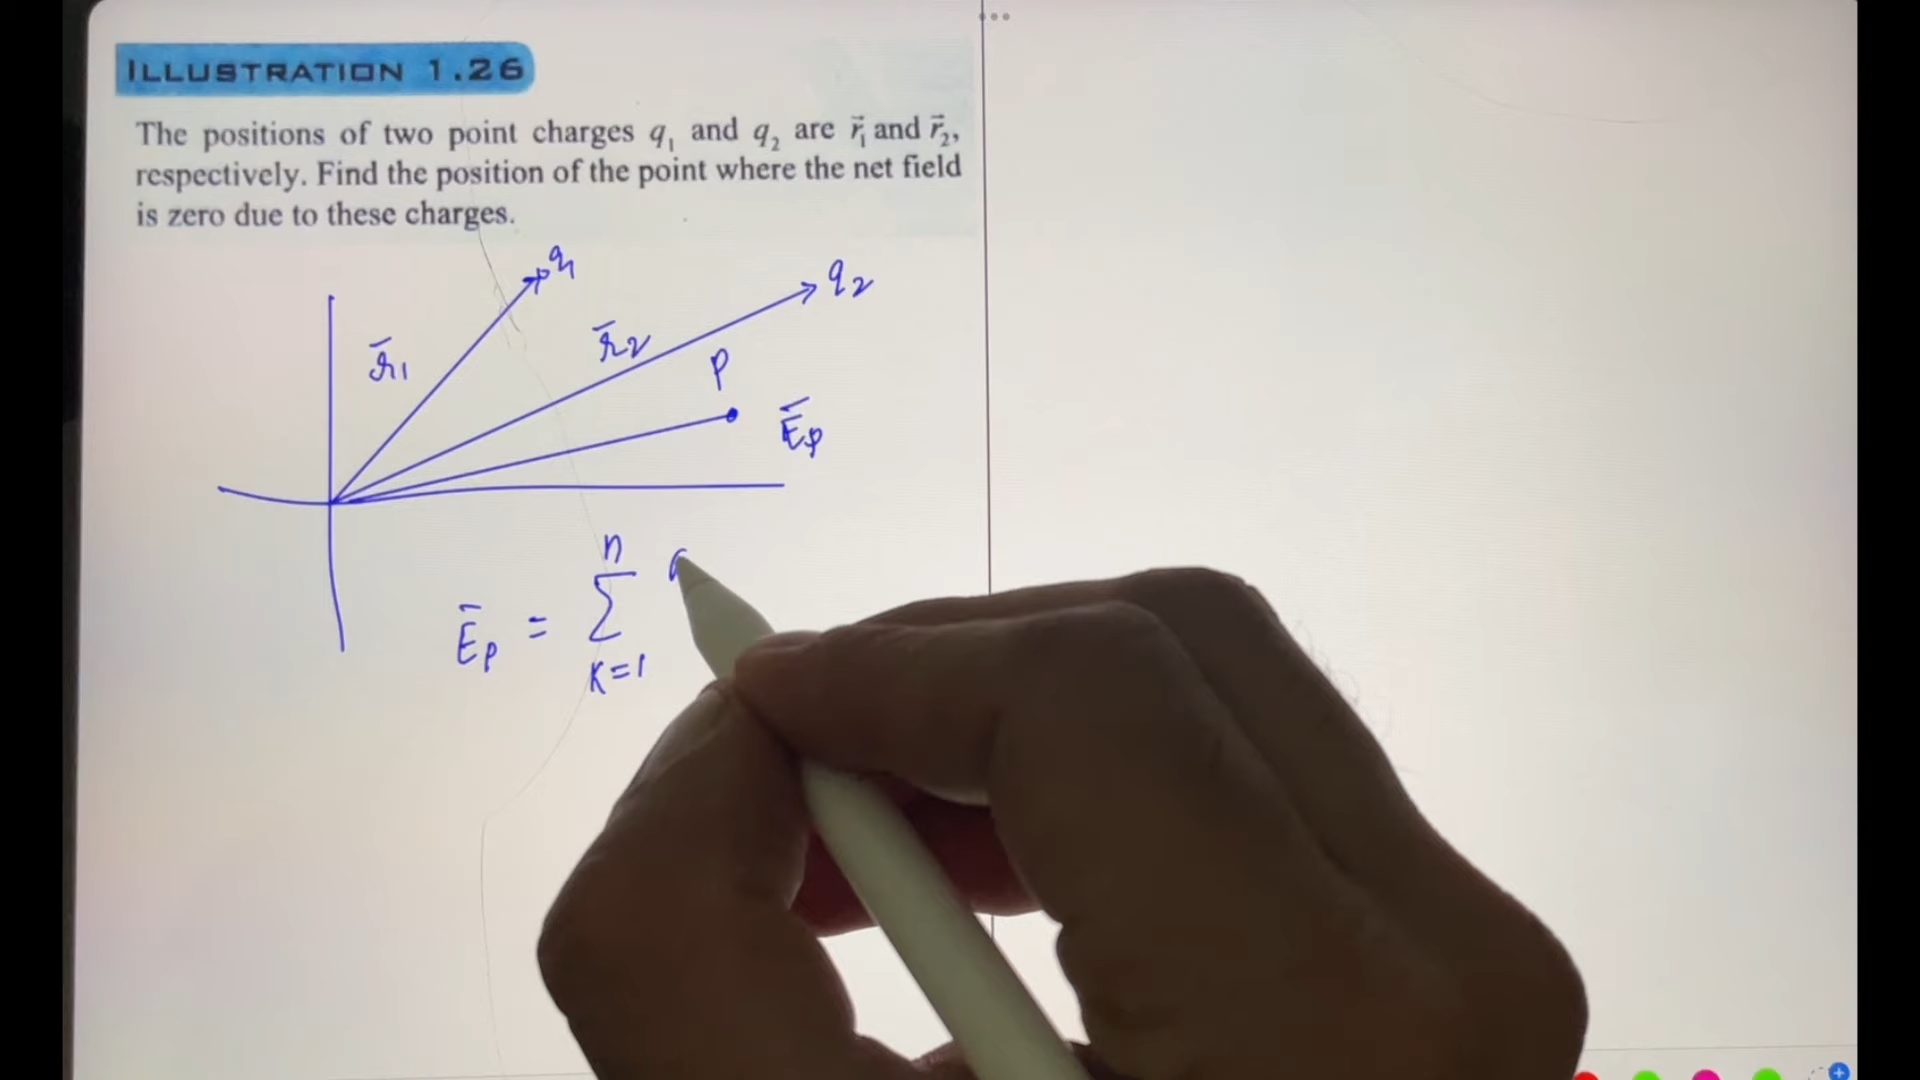 ILLUSTRATION 1.26
The positions of two point charges q₁ and q₂ are r⃗₁ and r⃗₂,
respectively. Find the position of the point where the net field
is zero due to these charges.
q₁
q₂
r̄₁
r̄₂
P
Ēₚ
Ēₚ = Σ
n
K=1